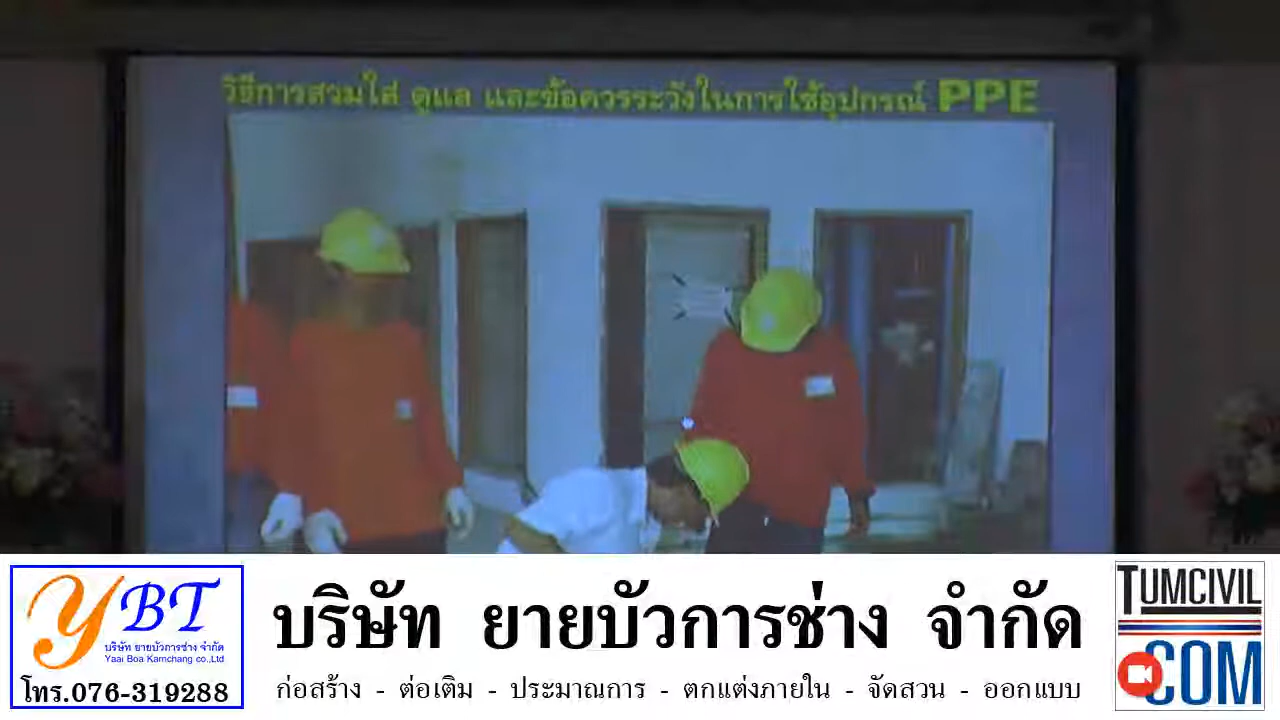 วิธีการสวมใส่ ดูแล และข้อควรระวังในการใช้อุปกรณ์ PPE
YBT
บริษัท ยายบัวการช่าง จำกัด
Yaai Boa Kamchang co.,Ltd
โทร.076-319288
บริษัท ยายบัวการช่าง จำกัด
ก่อสร้าง - ต่อเติม - ประมาณการ - ตกแต่งภายใน - จัดสวน - ออกแบบ
TUMCIVIL
.COM